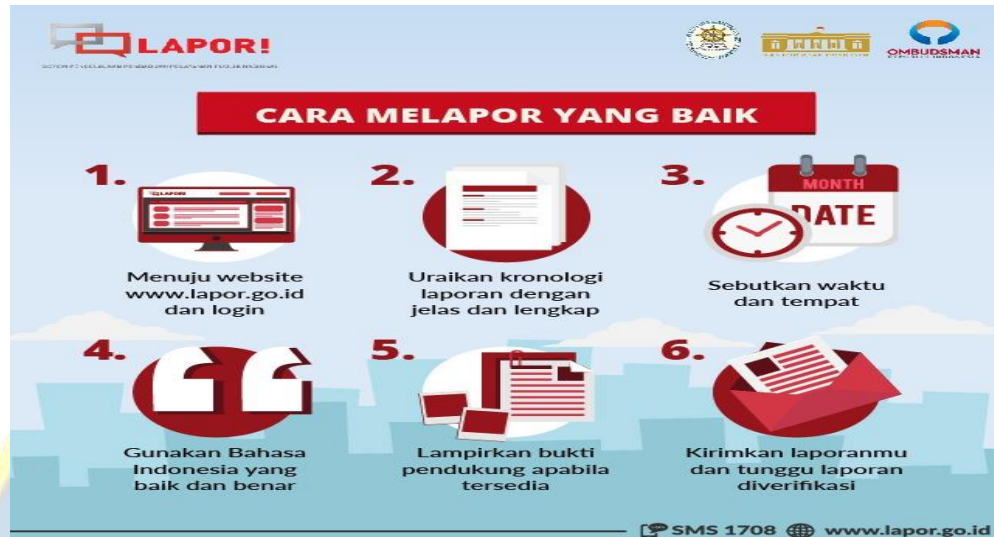 LAPOR!
OMBUDSMAN
REPUBLIK INDONESIA
CARA MELAPOR YANG BAIK
1.
LAPOR!
Menuju website
www.lapor.go.id
dan login
2.
Uraikan kronologi
laporan dengan
jelas dan lengkap
3.
MONTH
DATE
Sebutkan waktu
dan tempat
4.
Gunakan Bahasa
Indonesia yang
baik dan benar
5.
Lampirkan bukti
pendukung apabila
tersedia
6.
Kirimkan laporanmu
dan tunggu laporan
diverifikasi
SMS 1708 www.lapor.go.id